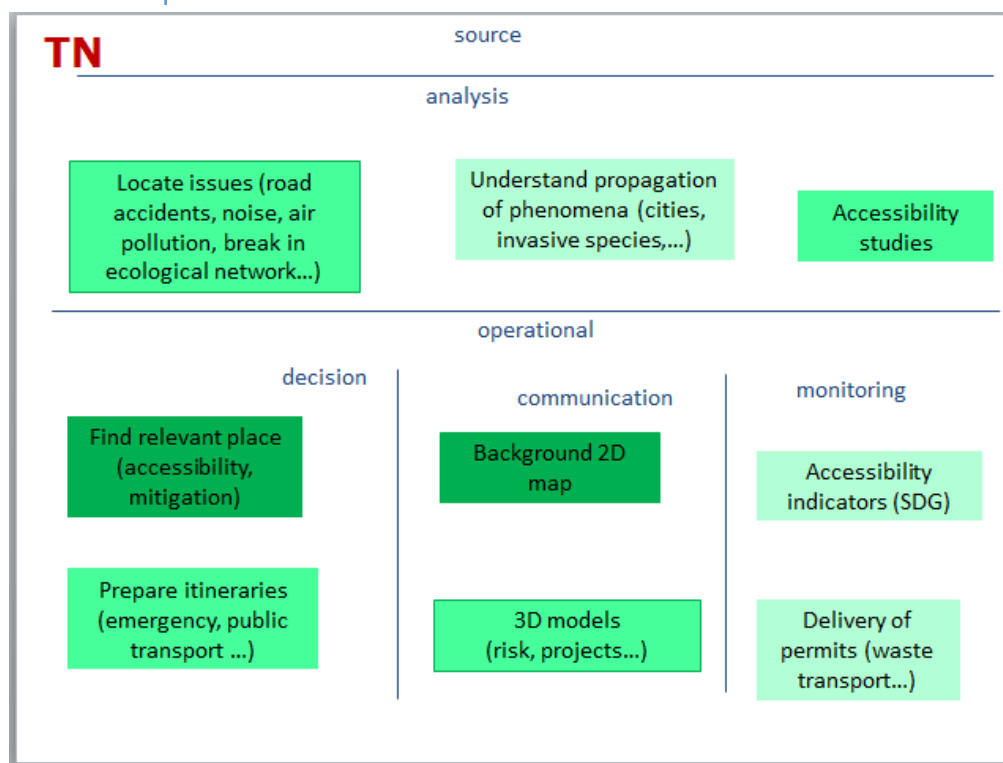 TN
source
analysis
Locate issues (road
accidents, noise, air
pollution, break in
ecological network...)
Understand propagation
of phenomena (cities,
invasive species,...)
Accessibility
studies
operational
decision
communication
monitoring
Find relevant place
(accessibility,
mitigation)
Background 2D
map
Accessibility
indicators (SDG)
Prepare itineraries
(emergency, public
transport ...)
3D models
(risk, projects...)
Delivery of
permits (waste
transport...)